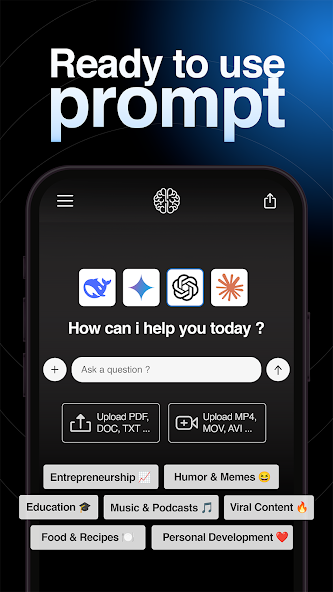 Ready to use
prompt
How can i help you today ?
Ask a question ?
Upload PDF,
DOC, TXT ...
Upload MP4,
MOV, AVI ...
Entrepreneurship 📈
Humor & Memes 😆
Education 🎓
Music & Podcasts 🎵
Viral Content 🔥
Food & Recipes 🍽️
Personal Development ❤️